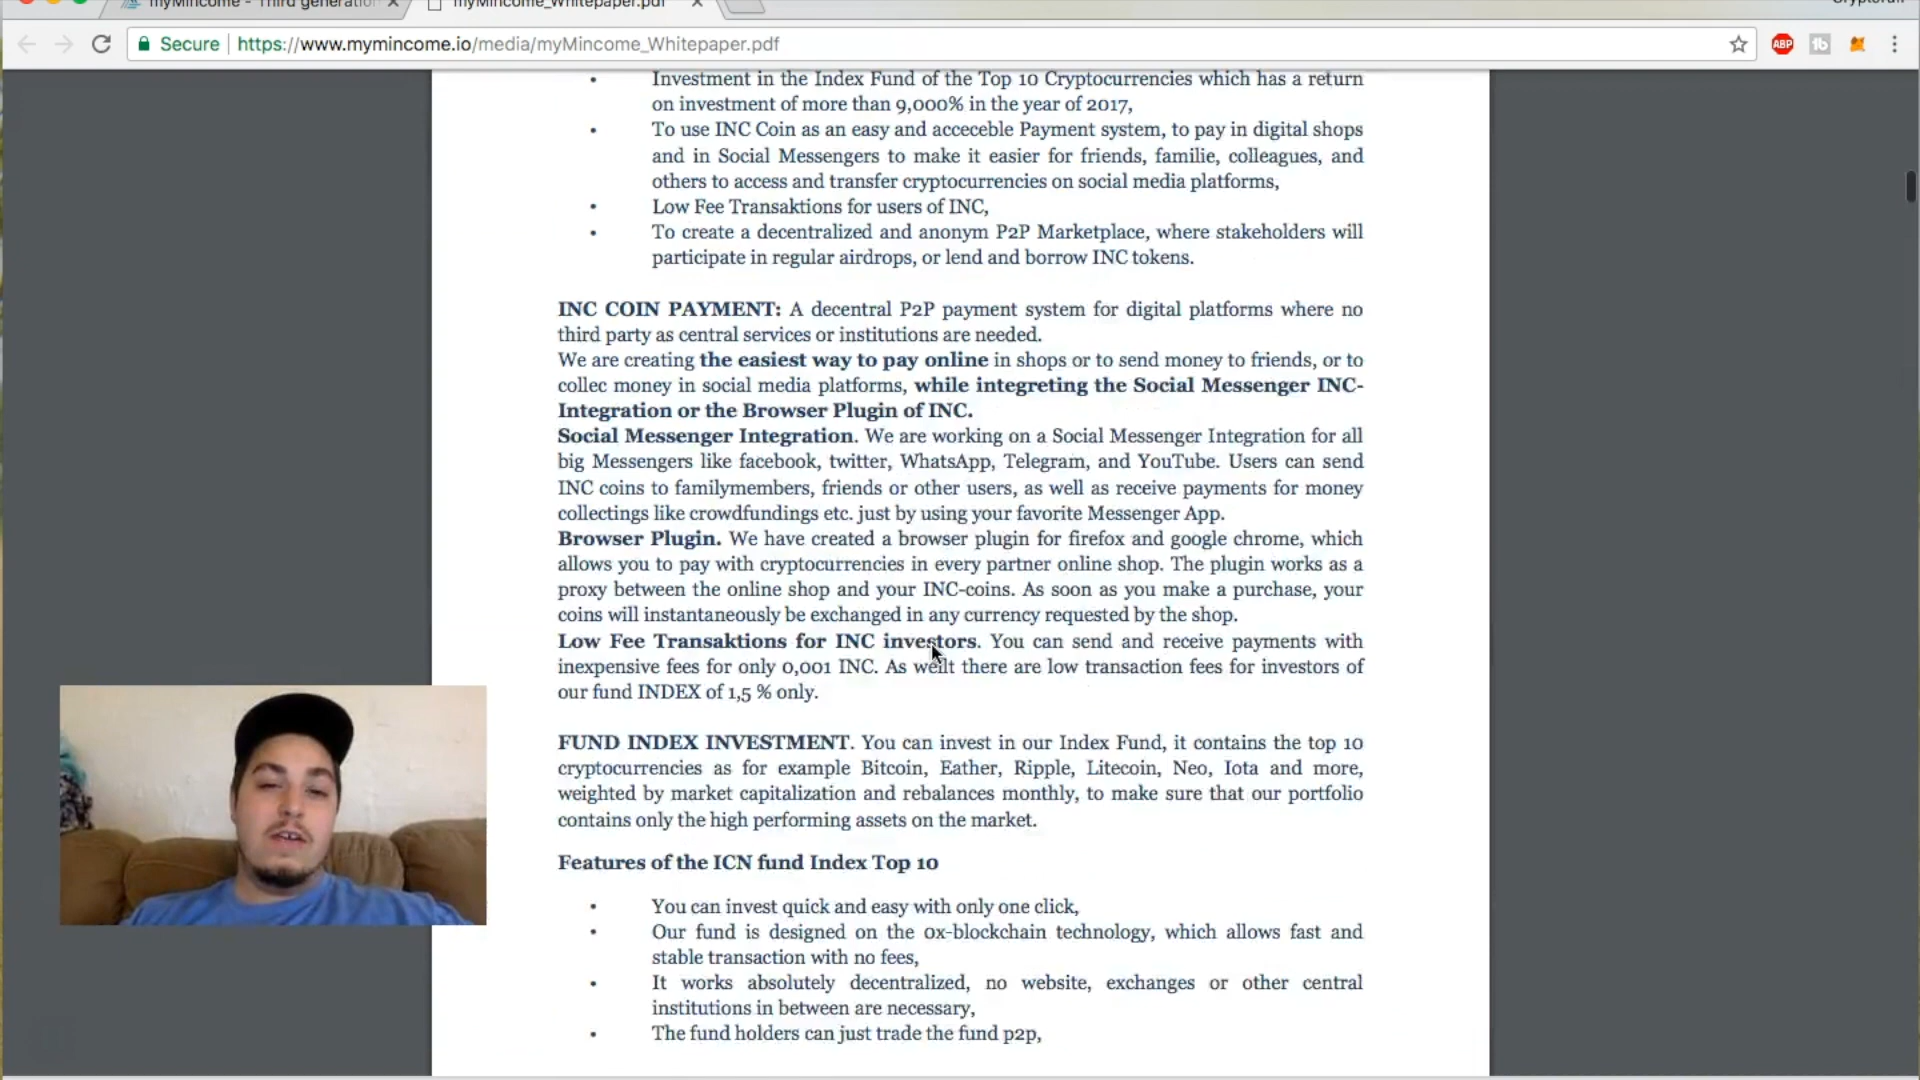 myMincome - Third generation
myMincome_Whitepaper.pdf
Secure
https://www.mymincome.io/media/myMincome_Whitepaper.pdf
ABP
Investment in the Index Fund of the Top 10 Cryptocurrencies which has a return
on investment of more than 9,000% in the year of 2017,
To use INC Coin as an easy and acceceble Payment system, to pay in digital shops
and in Social Messengers to make it easier for friends, familie, colleagues, and
others to access and transfer cryptocurrencies on social media platforms,
Low Fee Transaktions for users of INC,
To create a decentralized and anonym P2P Marketplace, where stakeholders will
participate in regular airdrops, or lend and borrow INC tokens.
INC COIN PAYMENT: A decentral P2P payment system for digital platforms where no
third party as central services or institutions are needed.
We are creating the easiest way to pay online in shops or to send money to friends, or to
collec money in social media platforms, while integreting the Social Messenger INC-
Integration or the Browser Plugin of INC.
Social Messenger Integration. We are working on a Social Messenger Integration for all
big Messengers like facebook, twitter, WhatsApp, Telegram, and YouTube. Users can send
INC coins to familymembers, friends or other users, as well as receive payments for money
collectings like crowdfundings etc. just by using your favorite Messenger App.
Browser Plugin. We have created a browser plugin for firefox and google chrome, which
allows you to pay with cryptocurrencies in every partner online shop. The plugin works as a
proxy between the online shop and your INC-coins. As soon as you make a purchase, your
coins will instantaneously be exchanged in any currency requested by the shop.
Low Fee Transaktions for INC investors. You can send and receive payments with
inexpensive fees for only 0,001 INC. As wellt there are low transaction fees for investors of
our fund INDEX of 1,5 % only.
FUND INDEX INVESTMENT. You can invest in our Index Fund, it contains the top 10
cryptocurrencies as for example Bitcoin, Eather, Ripple, Litecoin, Neo, Iota and more,
weighted by market capitalization and rebalances monthly, to make sure that our portfolio
contains only the high performing assets on the market.
Features of the ICN fund Index Top 10
You can invest quick and easy with only one click,
Our fund is designed on the 0x-blockchain technology, which allows fast and
stable transaction with no fees,
It works absolutely decentralized, no website, exchanges or other central
institutions in between are necessary,
The fund holders can just trade the fund p2p,